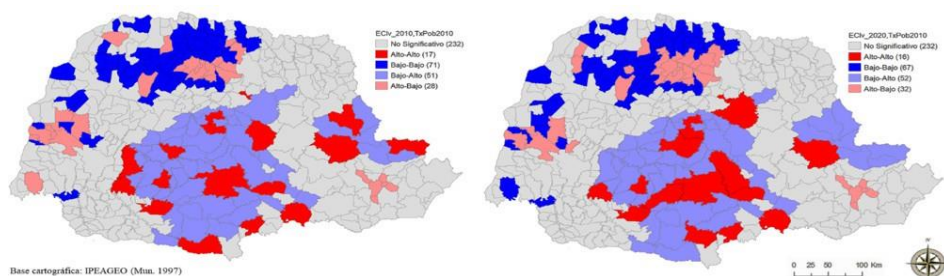 ECIv_2010,TxPob2010
No Significativo (232)
Alto-Alto (17)
Bajo-Bajo (71)
Bajo-Alto (51)
Alto-Bajo (28)
ECIv_2020,TxPob2010
No Significativo (232)
Alto-Alto (16)
Bajo-Bajo (67)
Bajo-Alto (52)
Alto-Bajo (32)
Base cartográfica: IPEAGEO (Mun. 1997)
0 25 50 100 Km